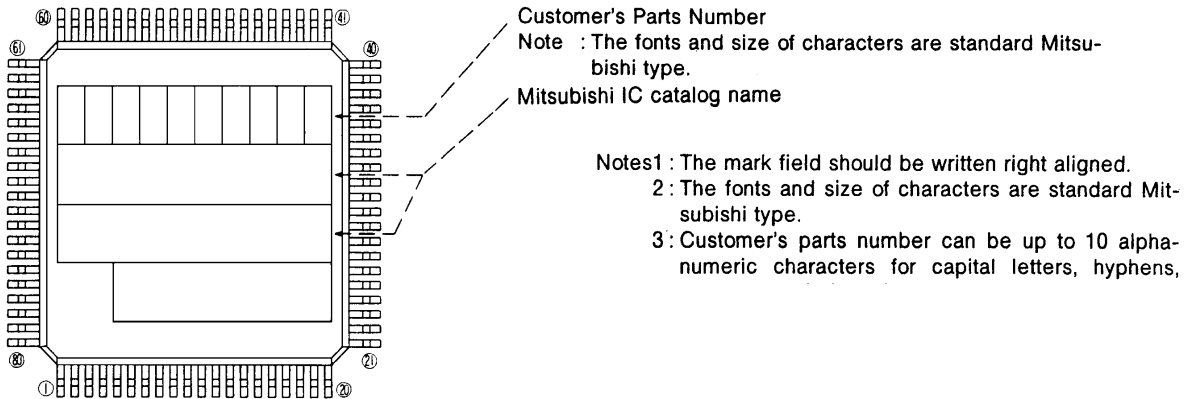 60 41
61 40
80 21
1 20
Customer's Parts Number
Note : The fonts and size of characters are standard Mitsu-
bishi type.
Mitsubishi IC catalog name
Notes1 : The mark field should be written right aligned.
2 : The fonts and size of characters are standard Mit-
subishi type.
3 : Customer's parts number can be up to 10 alpha-
numeric characters for capital letters, hyphens,